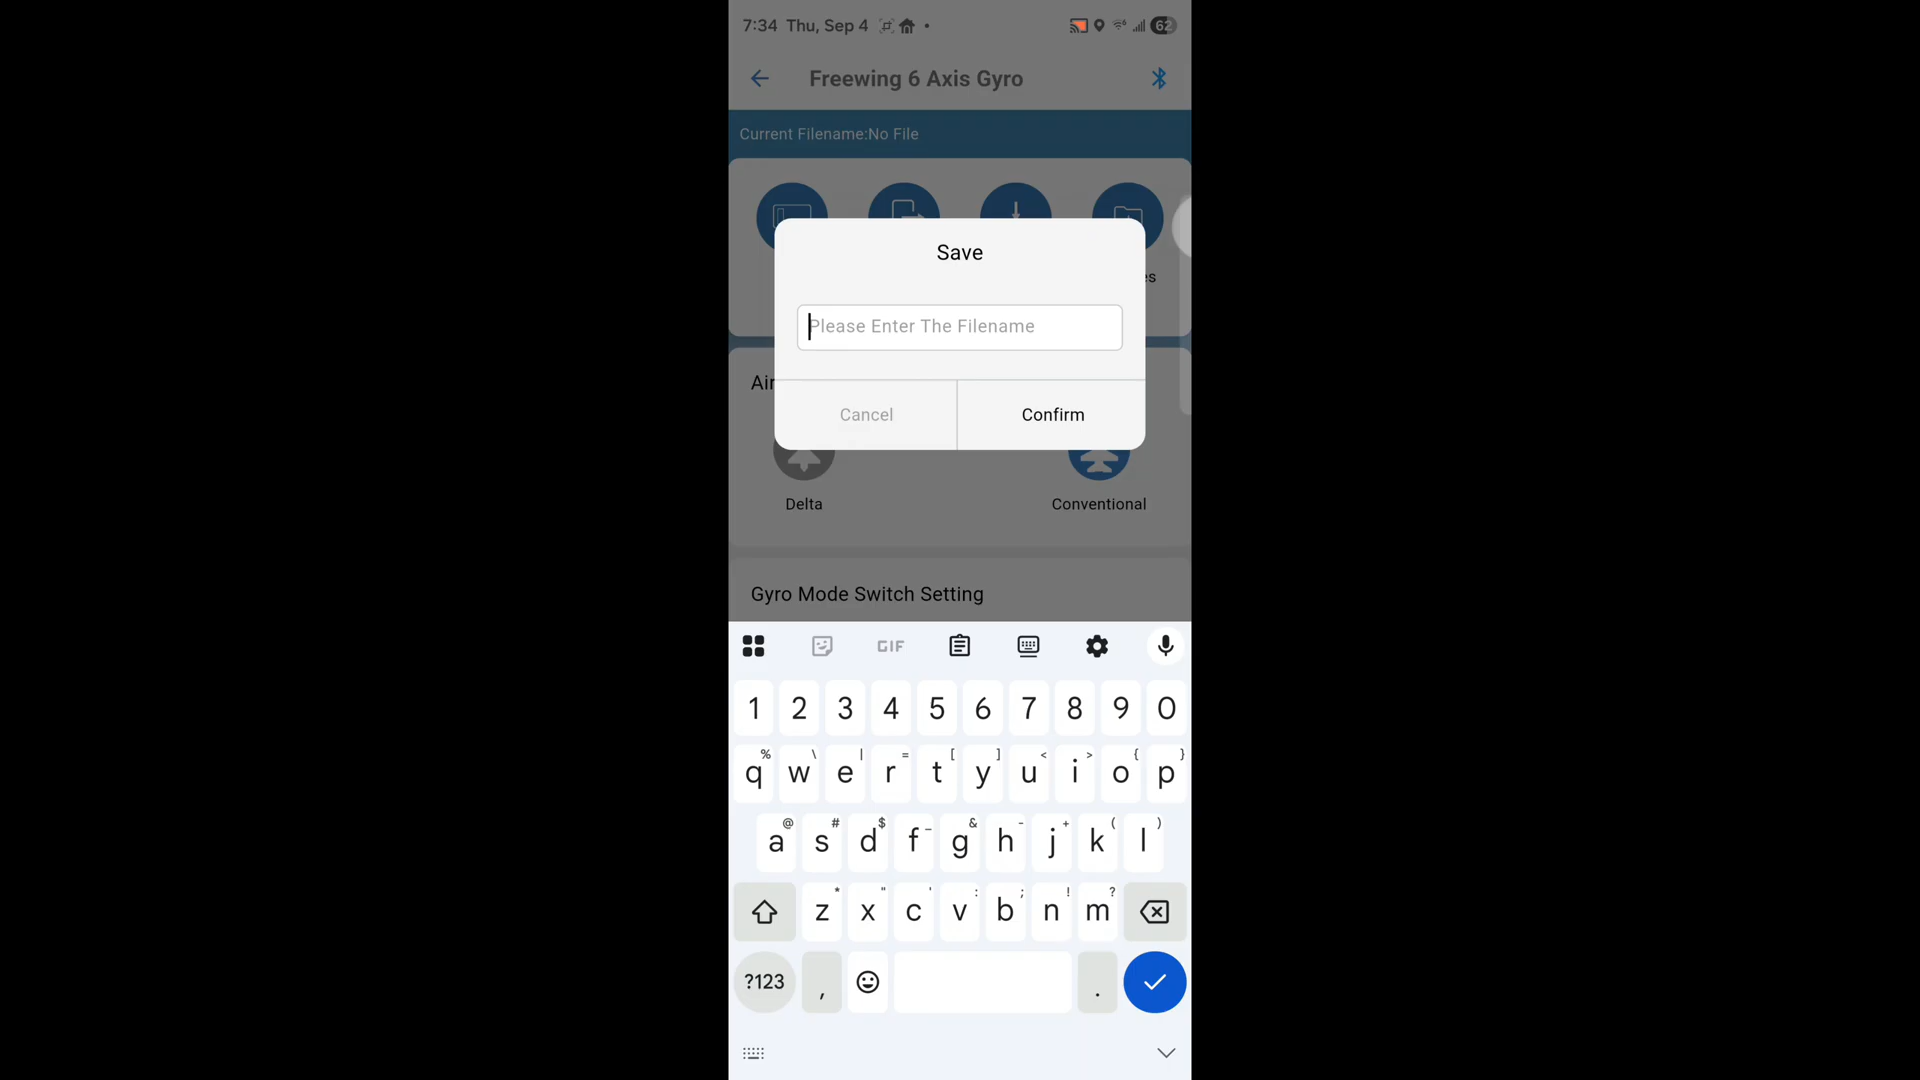 7:34 Thu, Sep 4
62
Freewing 6 Axis Gyro
Current Filename:No File
Save
Please Enter The Filename
Cancel
Confirm
Delta
Conventional
Gyro Mode Switch Setting
GIF
1 2 3 4 5 6 7 8 9 0
% \ | = [ ] < > { }
q w e r t y u i o p
@ # $ _ & - + ( )
a s d f g h j k l
* " ' : ; ! ?
z x c v b n m
?123 , .